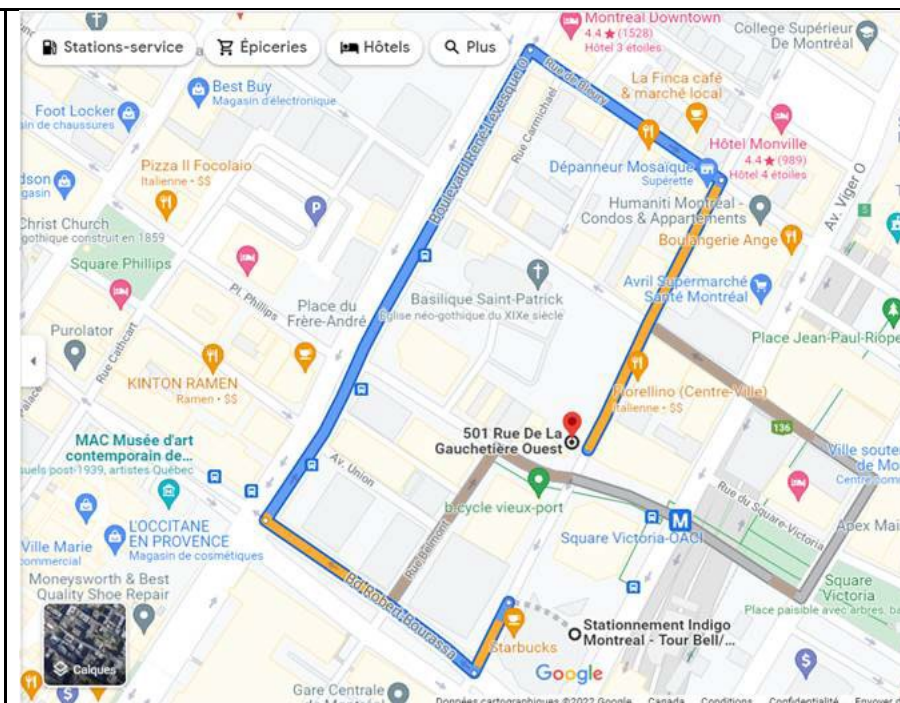 Stations-service
Épiceries
Hôtels
Plus
Montreal Downtown
4.4 ★ (1528)
Hôtel 3 étoiles
College Supérieur
De Montréal
Best Buy
Magasin d'électronique
Foot Locker
in de chaussures
La Finca café
& marché local
Rue de Bleury
Rue Carmichael
Boulevard René-Lévesque O
Hôtel Monville
4.4 ★ (989)
Hôtel 4 étoiles
Pizza Il Focolaio
Italienne • $$
Dépanneur Mosaïque
Supérette
Humaniti Montréal -
Condos & Appartements
Av. Viger O
dson
gasin
P
Christ Church
gothique construit en 1859
Square Phillips
Boulangerie Ange
Pl. Phillips
Place du
Frère-André
Basilique Saint-Patrick
Église néo-gothique du XIXe siècle
Avril Supermarché
Santé Montréal
Purolator
Rue Cathcart
Place Jean-Paul-Riope
KINTON RAMEN
Ramen • $$
Fiorellino (Centre-Ville)
Italienne • $$
136
MAC Musée d'art
contemporain de...
uels post-1939, artistes Québec
501 Rue De La
Gauchetière Ouest
Ville souter
de Mo
Av. Union
b.cycle vieux-port
Rue du Square-Victoria
L'OCCITANE
EN PROVENCE
Magasin de cosmétiques
Ville Marie
commercial
Rue Belmont
M
Square Victoria-OACI
Apex Mai
Moneysworth & Best
Quality Shoe Repair
Bd Robert-Bourassa
Square
Victoria
Place paisible avec arbres, ba
Starbucks
Stationnement Indigo
Montreal - Tour Bell/...
Calques
Google
Gare Centrale
de Montréal
Données cartographiques ©2022 Google
Canada
Conditions
Confidentialité
Envoyer d